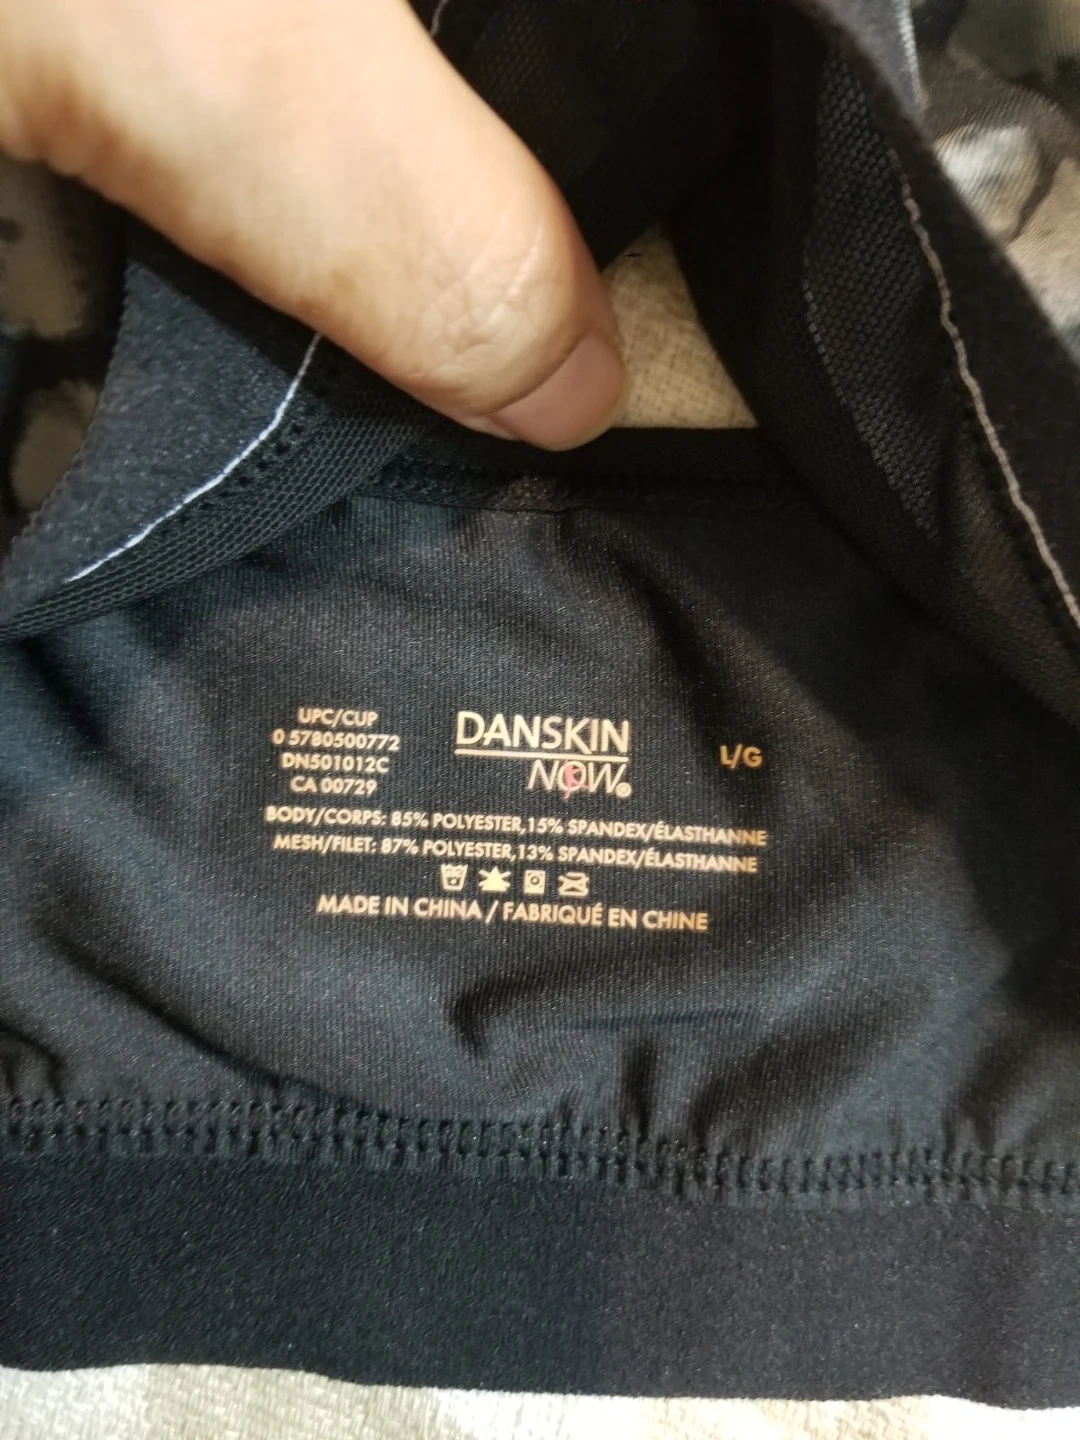 UPC/CUP
0 5780500772
DN501012C
CA 00729
DANSKIN
NOW®
L/G
BODY/CORPS: 85% POLYESTER,15% SPANDEX/ÉLASTHANNE
MESH/FILET: 87% POLYESTER,13% SPANDEX/ÉLASTHANNE
MADE IN CHINA / FABRIQUÉ EN CHINE